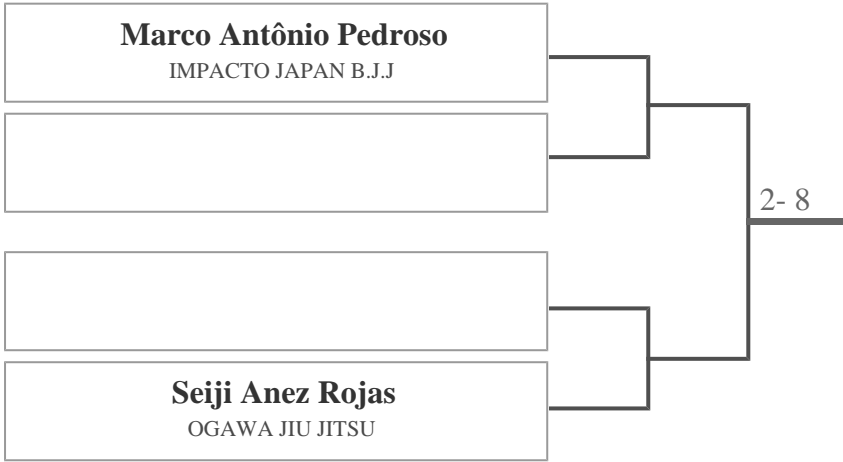 Marco Antônio Pedroso
IMPACTO JAPAN B.J.J
2- 8
Seiji Anez Rojas
OGAWA JIU JITSU